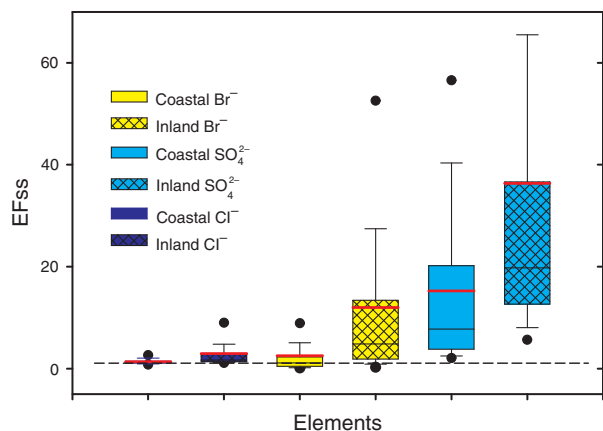 60
40
20
0
EFss
Coastal Br⁻
Inland Br⁻
Coastal SO₄²⁻
Inland SO₄²⁻
Coastal Cl⁻
Inland Cl⁻
Elements